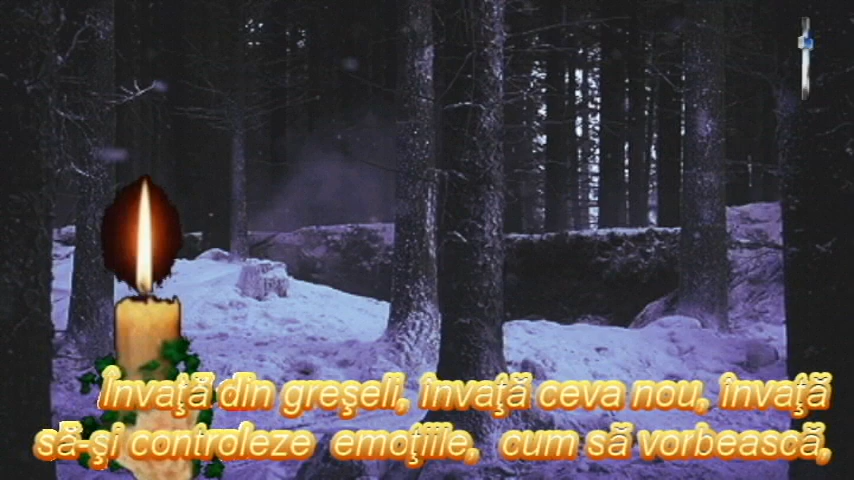 Învaţă din greşeli, învaţă ceva nou, învaţă
să-şi controleze emoţiile, cum să vorbească,